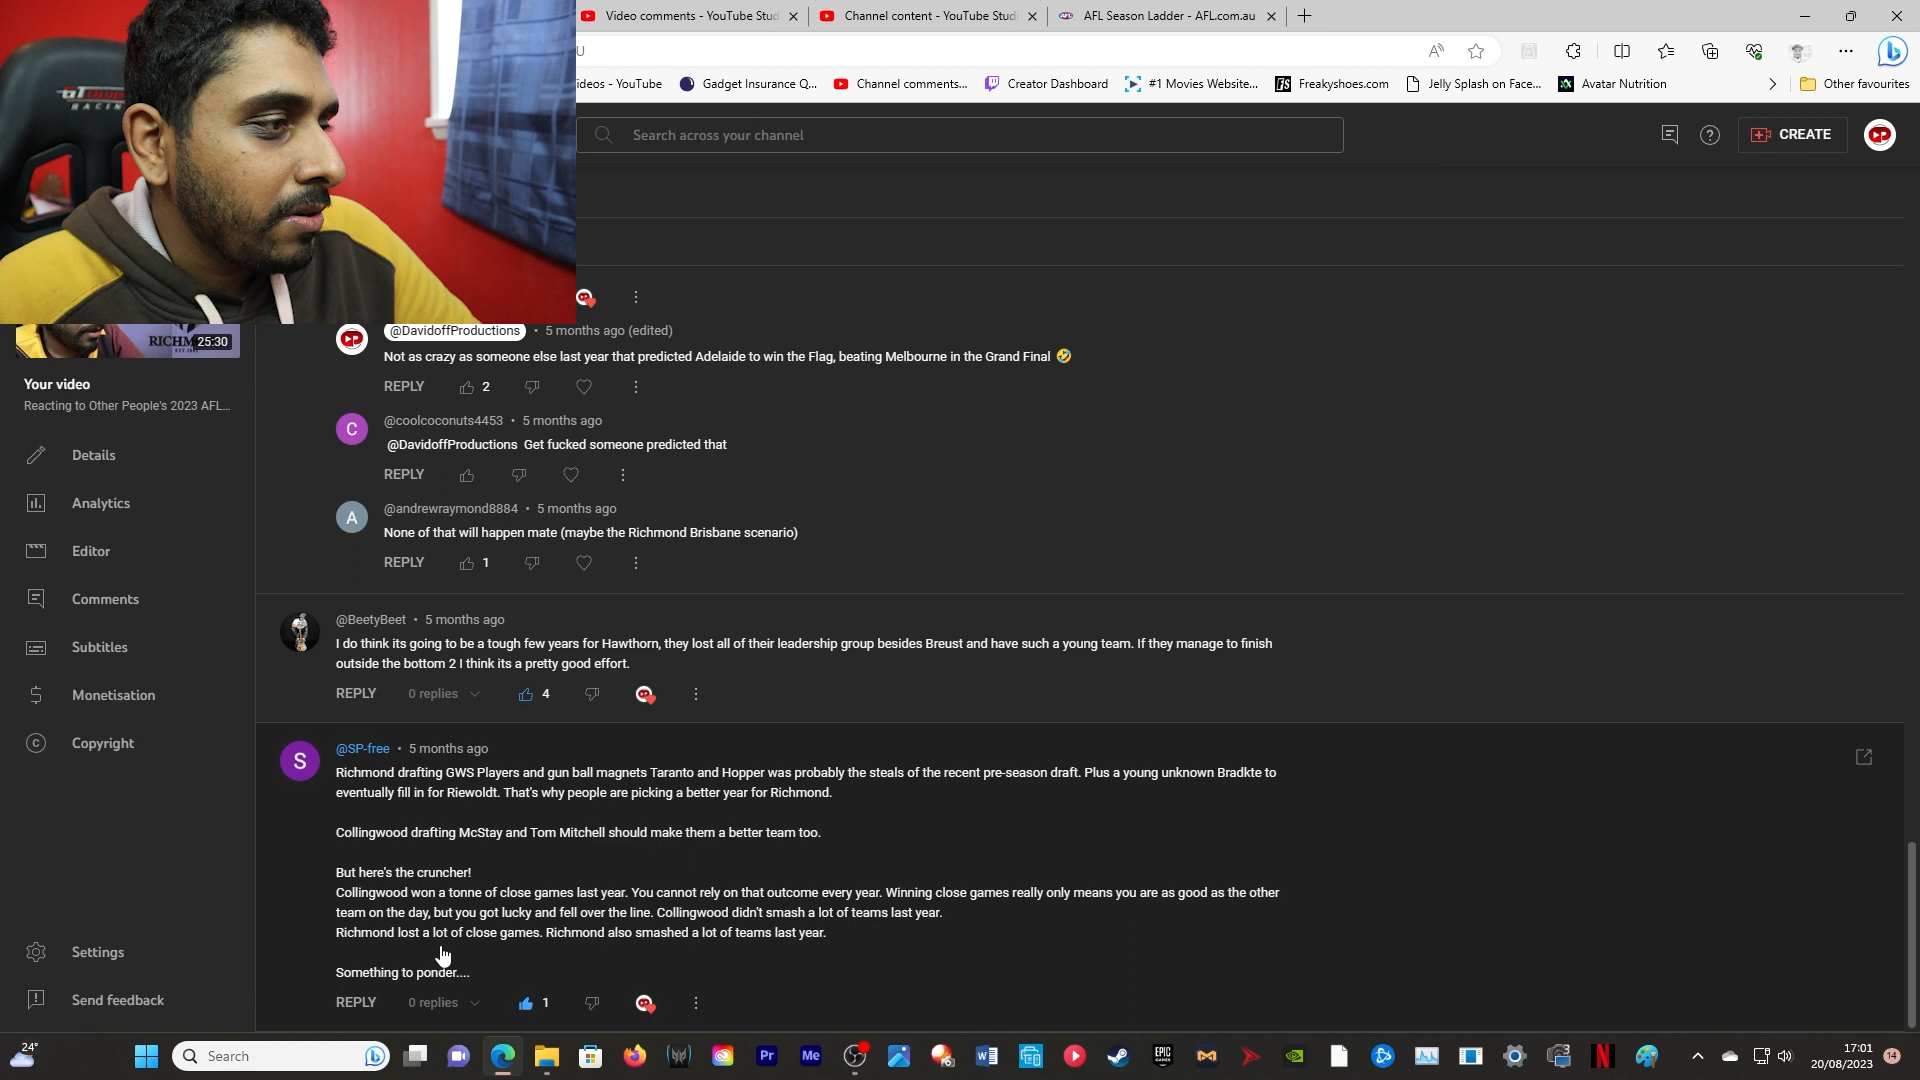 Video comments - YouTube Stud
Channel content - YouTube Studi
AFL Season Ladder - AFL.com.au
U
ideos - YouTube
Gadget Insurance Q...
Channel comments...
Creator Dashboard
#1 Movies Website...
Freakyshoes.com
Jelly Splash on Face...
Avatar Nutrition
Other favourites
Search across your channel
CREATE
GT
RACIN
25:30
Your video
Reacting to Other People's 2023 AFL...
Details
Analytics
Editor
Comments
Subtitles
Monetisation
Copyright
Settings
Send feedback
@DavidoffProductions • 5 months ago (edited)
Not as crazy as someone else last year that predicted Adelaide to win the Flag, beating Melbourne in the Grand Final 🤣
REPLY 2
C
@coolcoconuts4453 • 5 months ago
@DavidoffProductions Get fucked someone predicted that
REPLY
A
@andrewraymond8884 • 5 months ago
None of that will happen mate (maybe the Richmond Brisbane scenario)
REPLY 1
@BeetyBeet • 5 months ago
I do think its going to be a tough few years for Hawthorn, they lost all of their leadership group besides Breust and have such a young team. If they manage to finish
outside the bottom 2 I think its a pretty good effort.
REPLY 0 replies 4
S
@SP-free • 5 months ago
Richmond drafting GWS Players and gun ball magnets Taranto and Hopper was probably the steals of the recent pre-season draft. Plus a young unknown Bradkte to
eventually fill in for Riewoldt. That's why people are picking a better year for Richmond.
Collingwood drafting McStay and Tom Mitchell should make them a better team too.
But here's the cruncher!
Collingwood won a tonne of close games last year. You cannot rely on that outcome every year. Winning close games really only means you are as good as the other
team on the day, but you got lucky and fell over the line. Collingwood didn't smash a lot of teams last year.
Richmond lost a lot of close games. Richmond also smashed a lot of teams last year.
Something to ponder....
REPLY 0 replies 1
24°
Search
Pr
Me
EPIC
17:01
20/08/2023
14